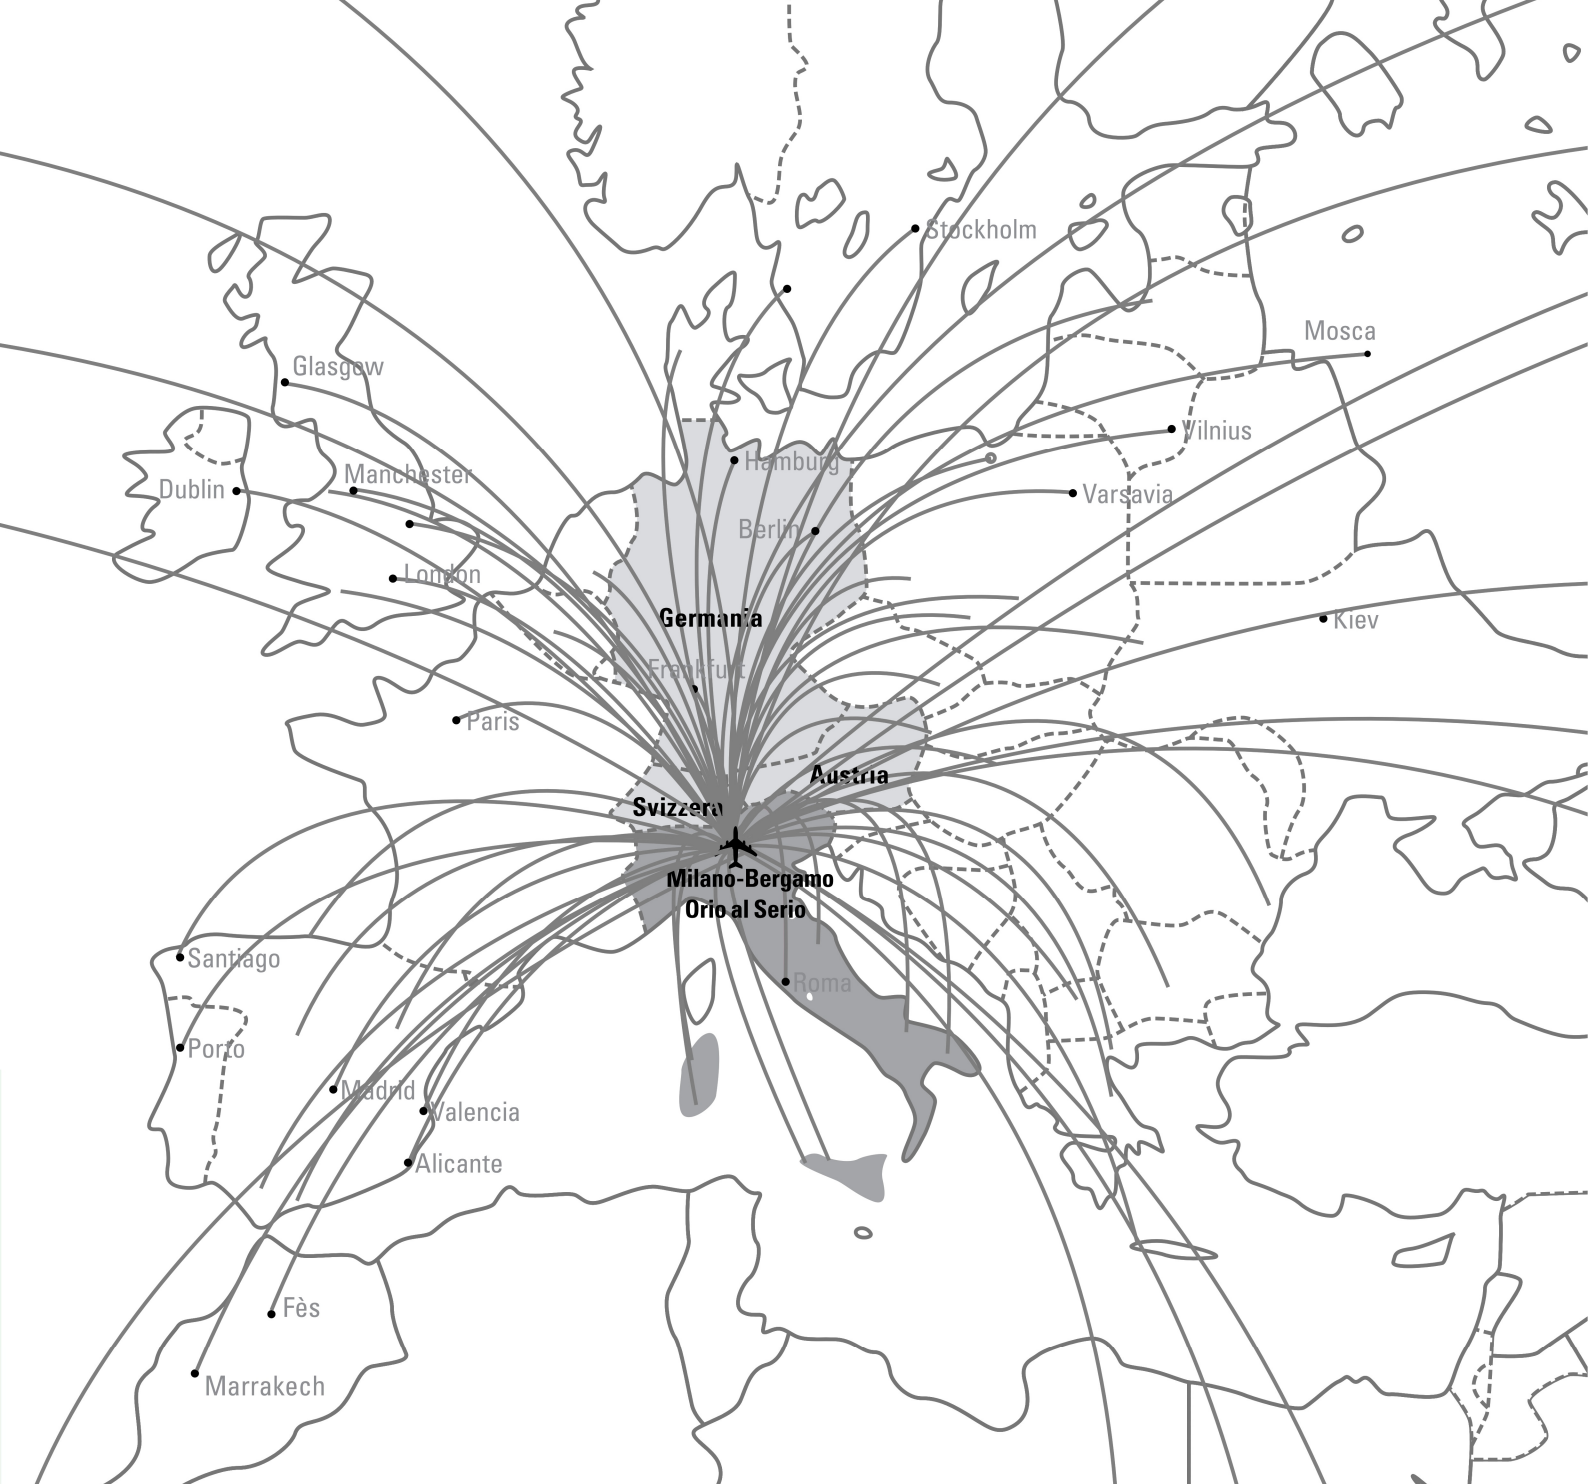 Stockholm
Mosca
Glasgow
Vilnius
Hamburg
Manchester
Dublin
Varsavia
Berlin
London
Germania
Kiev
Frankfurt
Paris
Austria
Svizzera
Milano-Bergamo
Orio al Serio
Santiago
Roma
Porto
Madrid
Valencia
Alicante
Fès
Marrakech